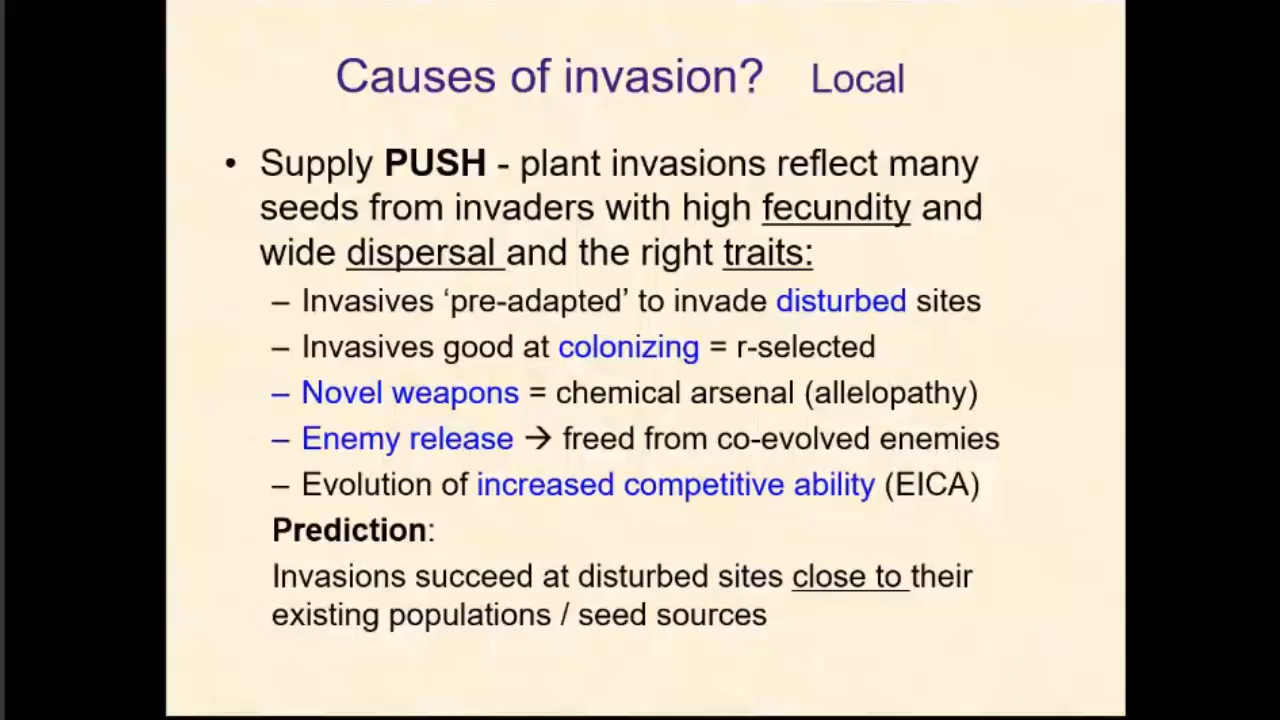 Causes of invasion? Local
• Supply PUSH - plant invasions reflect many
seeds from invaders with high fecundity and
wide dispersal and the right traits:
– Invasives ‘pre-adapted’ to invade disturbed sites
– Invasives good at colonizing = r-selected
– Novel weapons = chemical arsenal (allelopathy)
– Enemy release → freed from co-evolved enemies
– Evolution of increased competitive ability (EICA)
Prediction:
Invasions succeed at disturbed sites close to their
existing populations / seed sources